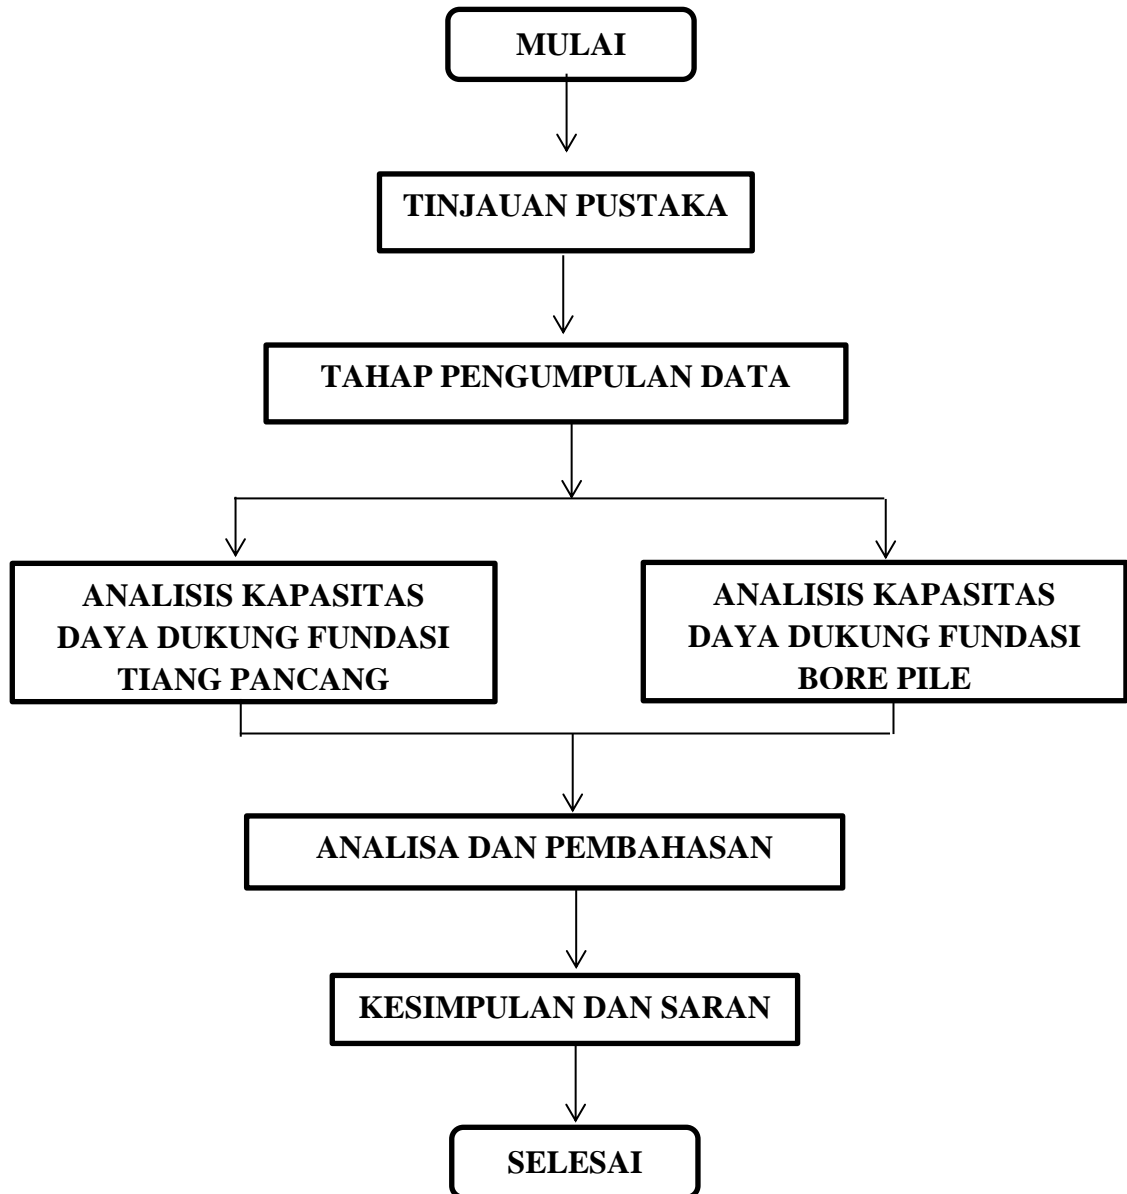 MULAI
TINJAUAN PUSTAKA
TAHAP PENGUMPULAN DATA
ANALISIS KAPASITAS
DAYA DUKUNG FUNDASI
TIANG PANCANG
ANALISIS KAPASITAS
DAYA DUKUNG FUNDASI
BORE PILE
ANALISA DAN PEMBAHASAN
KESIMPULAN DAN SARAN
SELESAI